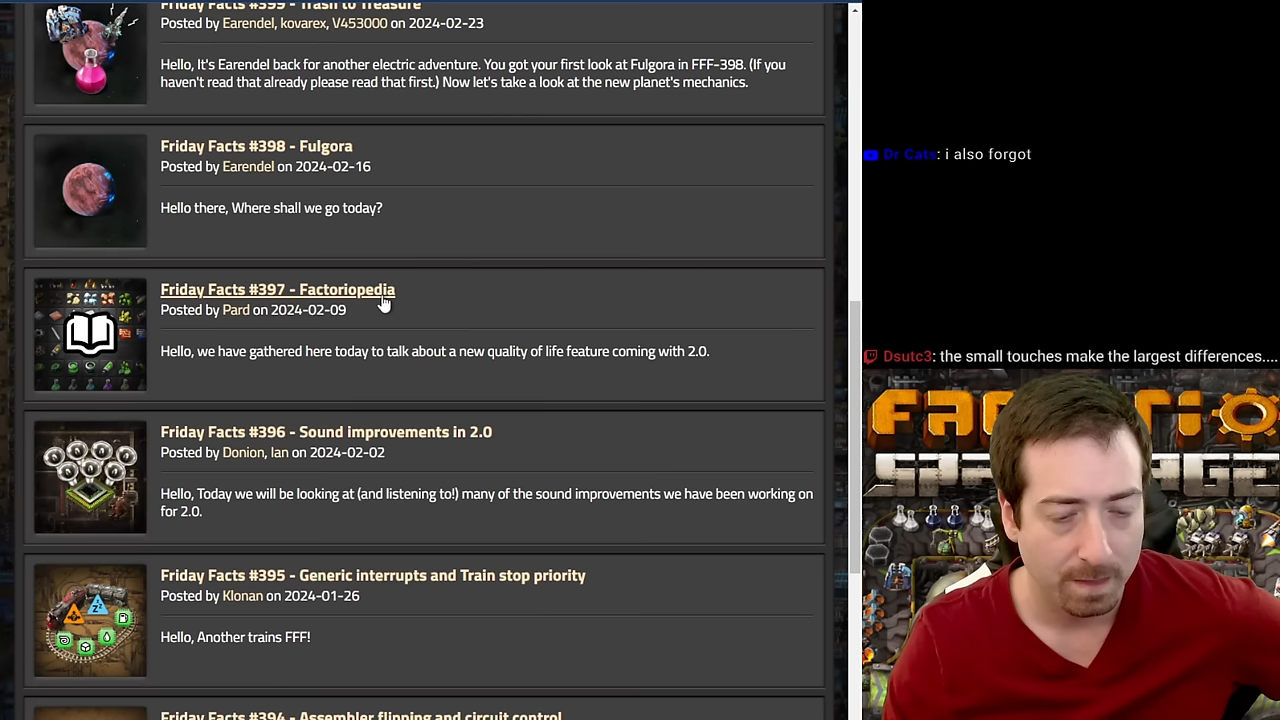 Friday Facts #399 - Trash to Treasure
Posted by Earendel, kovarex, V453000 on 2024-02-23
Hello, It's Earendel back for another electric adventure. You got your first look at Fulgora in FFF-398. (If you
haven't read that already please read that first.) Now let's take a look at the new planet's mechanics.
Friday Facts #398 - Fulgora
Posted by Earendel on 2024-02-16
Hello there, Where shall we go today?
Friday Facts #397 - Factoriopedia
Posted by Pard on 2024-02-09
Hello, we have gathered here today to talk about a new quality of life feature coming with 2.0.
Friday Facts #396 - Sound improvements in 2.0
Posted by Donion, Ian on 2024-02-02
Hello, Today we will be looking at (and listening to!) many of the sound improvements we have been working on
for 2.0.
Friday Facts #395 - Generic interrupts and Train stop priority
Posted by Klonan on 2024-01-26
Hello, Another trains FFF!
Friday Facts #394 - Assembler flipping and circuit control
Dr Cats: i also forgot
Dsutc3: the small touches make the largest differences....